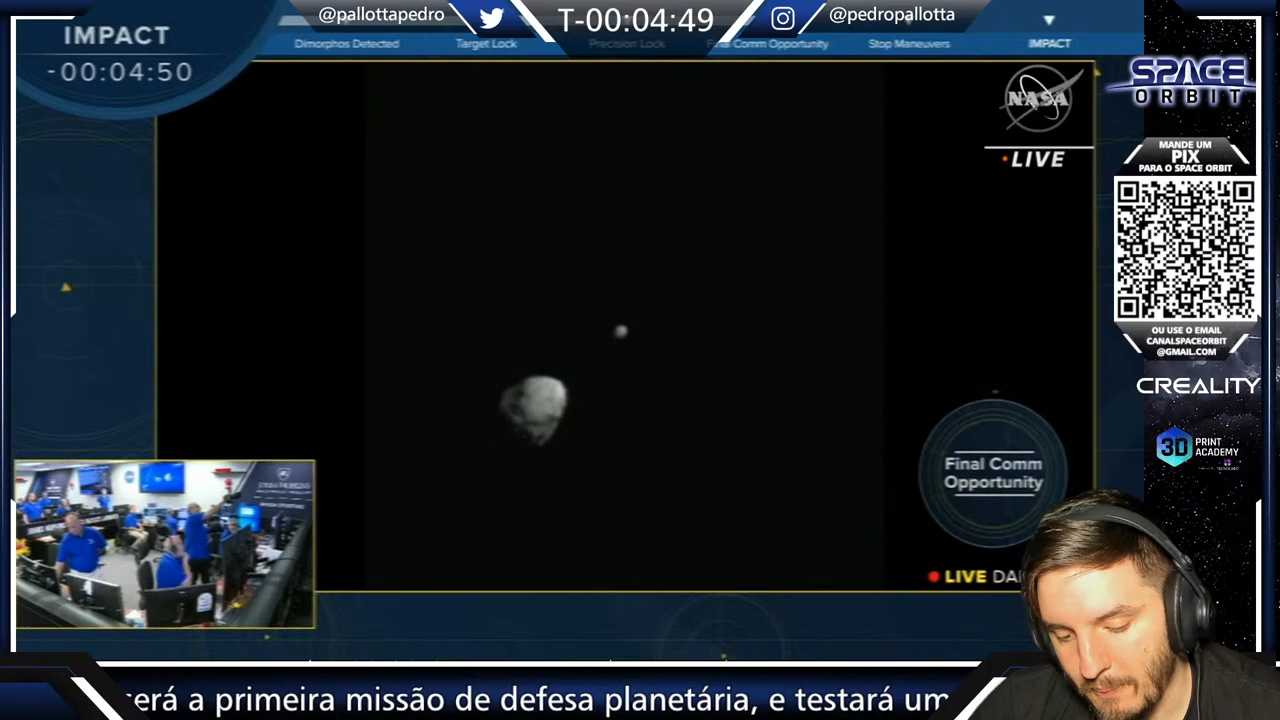 @pallottapedro
T-00:04:49
@pedropallotta
IMPACT
-00:04:50
Dimorphos Detected
Target Lock
Precision Lock
Final Comm Opportunity
Stop Maneuvers
IMPACT
NASA
LIVE
SPACE
ORBIT
MANDE UM
PIX
PARA O SPACE ORBIT
OU USE O EMAIL
CANALSPACEORBIT
@GMAIL.COM
CREALITY
3D PRINT
ACADEMY
Final Comm
Opportunity
LIVE DA
será a primeira missão de defesa planetária, e testará um